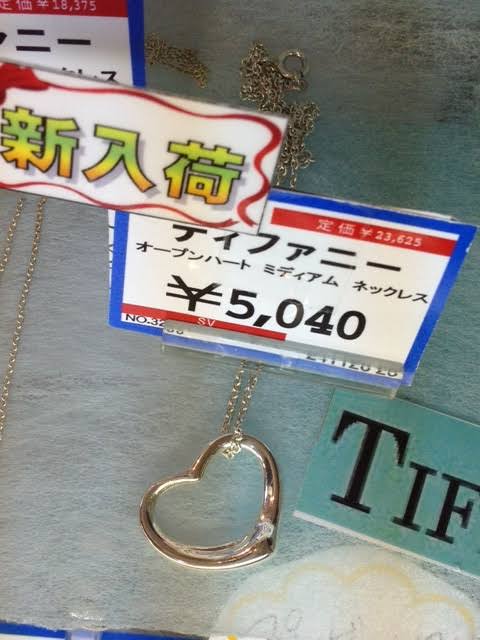 定価￥18,375
ァニー
新入荷
定価￥23,625
ティファニー
オープンハート ミディアム ネックレス
￥5,040
SV
TIF